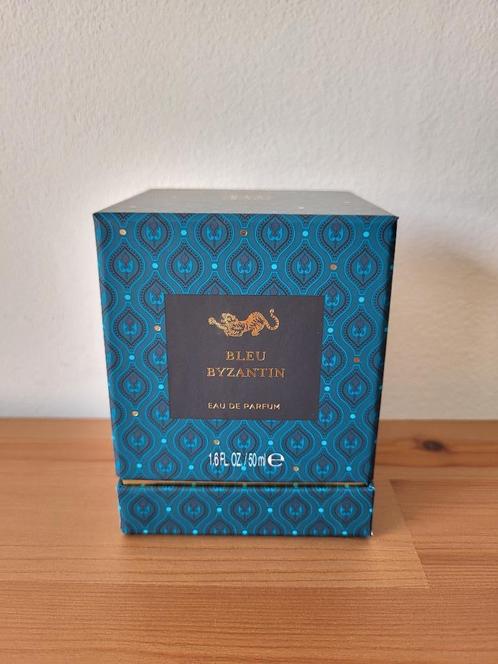 BLEU
BYZANTIN
EAU DE PARFUM
1.6 FL. OZ. / 50 ml ℮